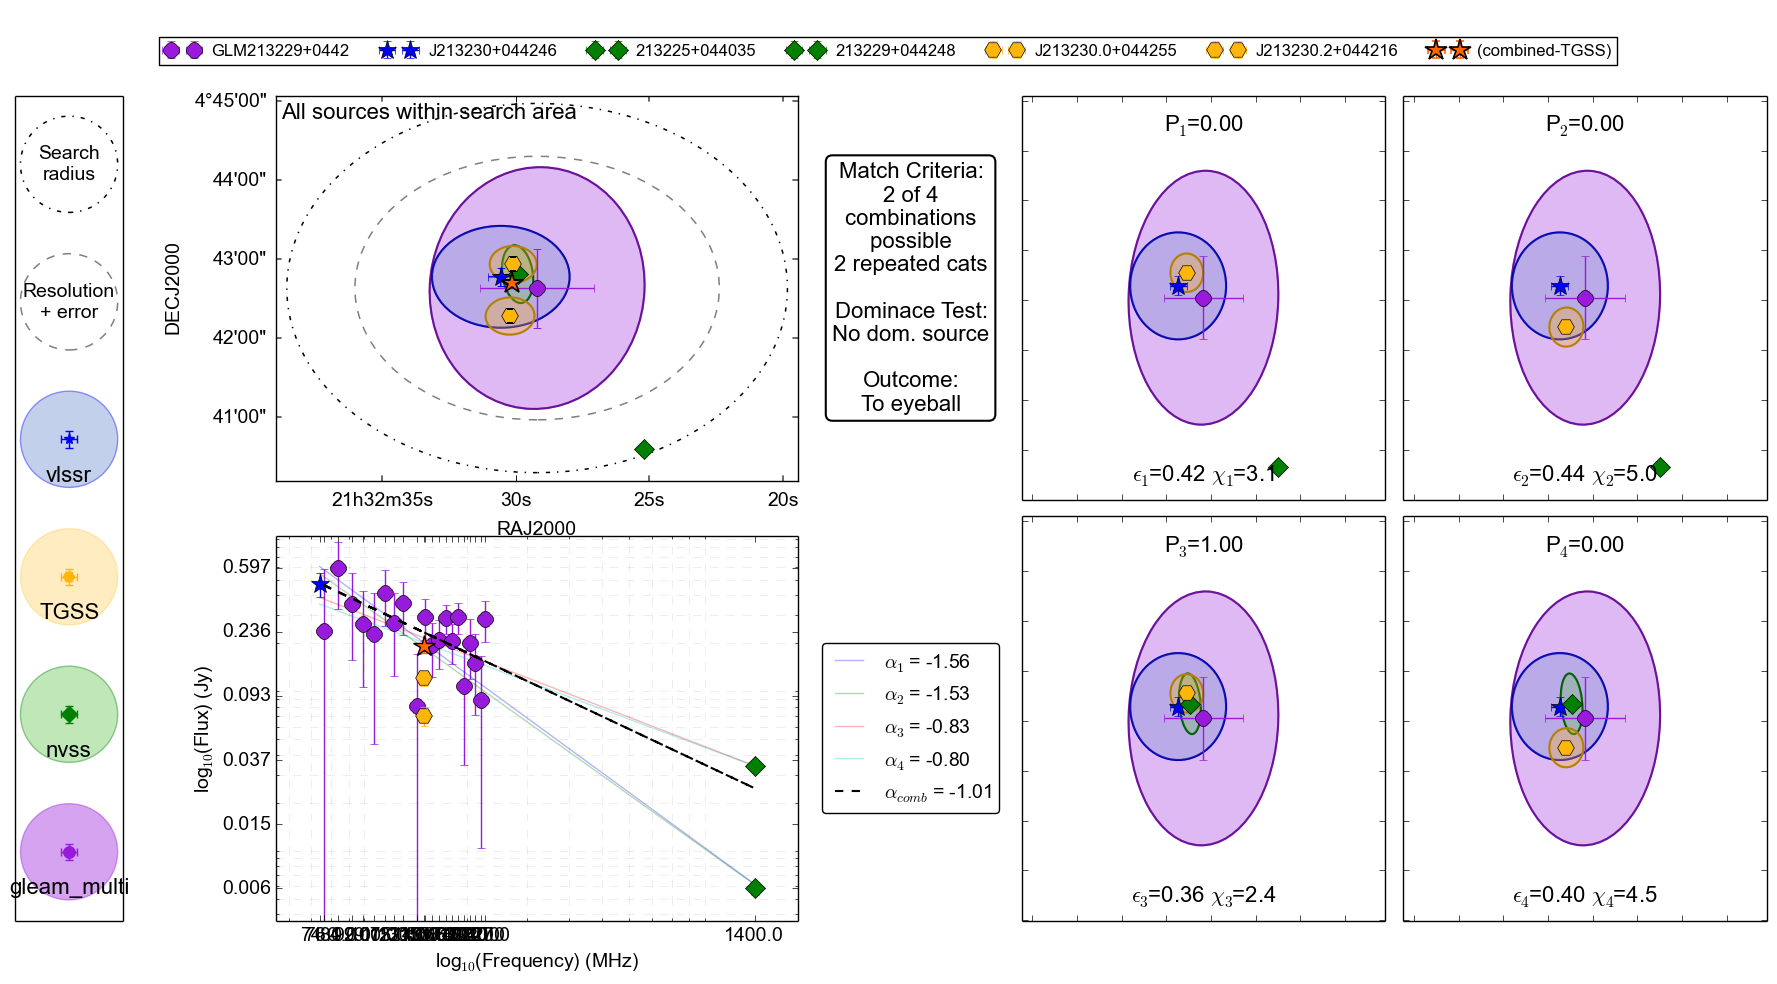 GLM213229+0442 J213230+044246 213225+044035 213229+044248 J213230.0+044255 J213230.2+044216 (combined-TGSS)
Search
radius
Resolution
+ error
vlssr
TGSS
nvss
gleam_multi
All sources within search area
4°45'00"
44'00"
43'00"
42'00"
41'00"
DECJ2000
21h32m35s 30s 25s 20s
RAJ2000
Match Criteria:
2 of 4
combinations
possible
2 repeated cats
Dominace Test:
No dom. source
Outcome:
To eyeball
P1=0.00
ϵ1=0.42 χ1=3.1
P2=0.00
ϵ2=0.44 χ2=5.0
0.597
0.236
0.093
0.037
0.015
0.006
log10(Flux) (Jy)
1400.0
log10(Frequency) (MHz)
α1 = -1.56
α2 = -1.53
α3 = -0.83
α4 = -0.80
αcomb = -1.01
P3=1.00
ϵ3=0.36 χ3=2.4
P4=0.00
ϵ4=0.40 χ4=4.5